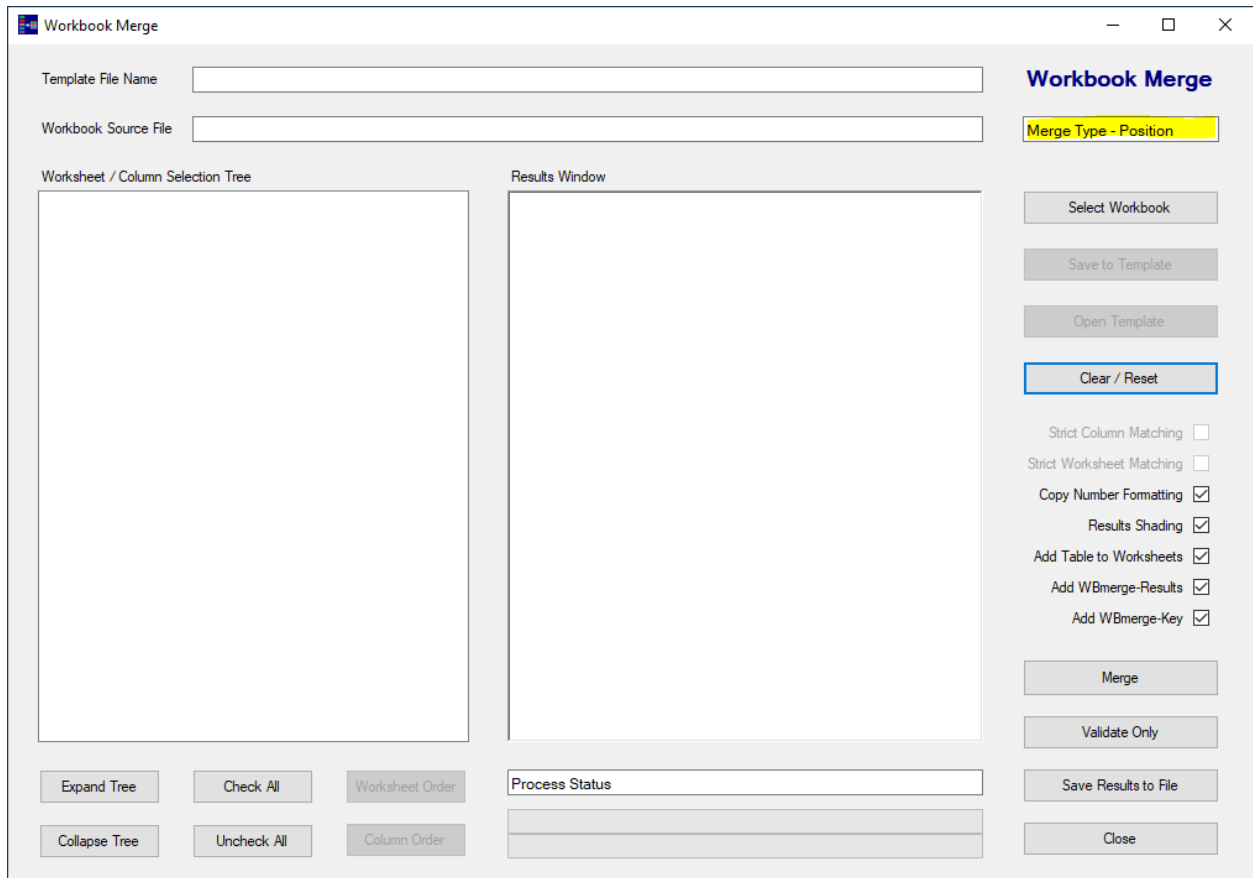 Workbook Merge
Template File Name
Workbook Merge
Workbook Source File
Merge Type - Position
Worksheet / Column Selection Tree
Results Window
Select Workbook
Save to Template
Open Template
Clear / Reset
Strict Column Matching
Strict Worksheet Matching
Copy Number Formatting
Results Shading
Add Table to Worksheets
Add WBmerge-Results
Add WBmerge-Key
Merge
Validate Only
Expand Tree
Check All
Worksheet Order
Process Status
Save Results to File
Collapse Tree
Uncheck All
Column Order
Close